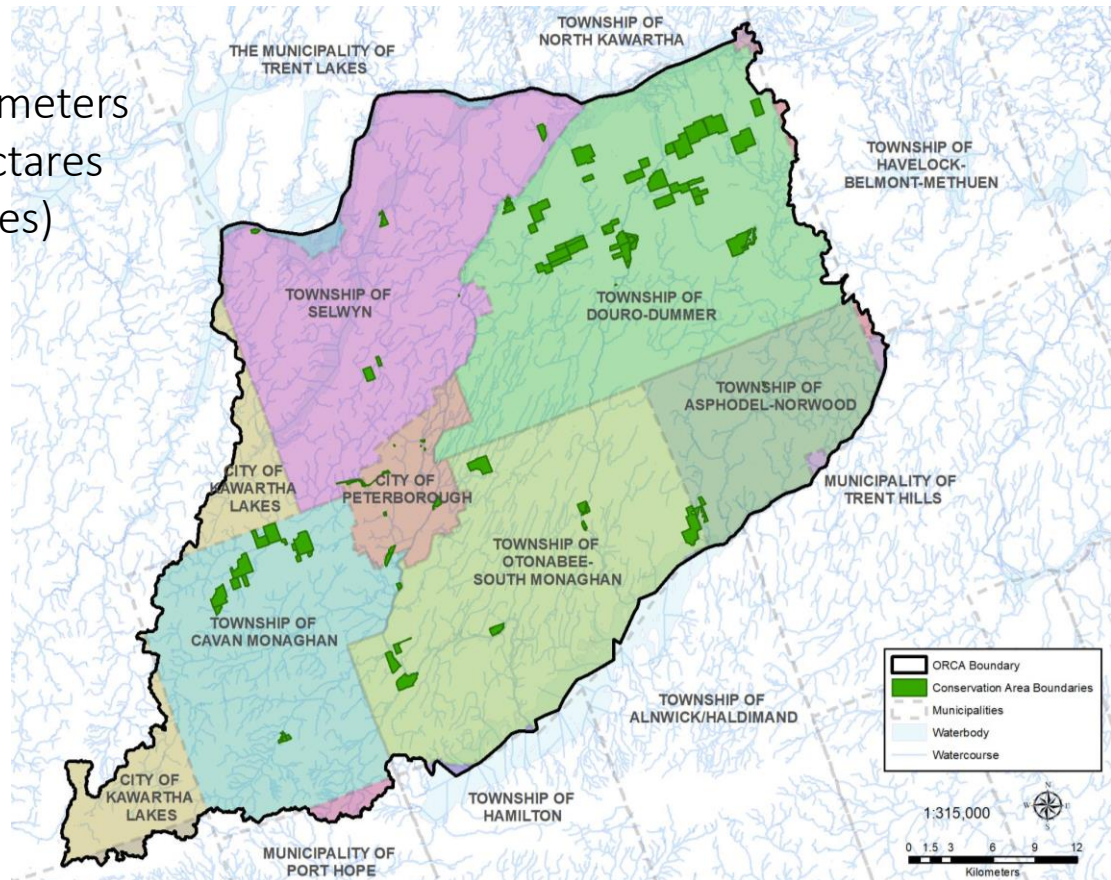 meters
ctares
es)
TOWNSHIP OF
NORTH KAWARTHA
THE MUNICIPALITY OF
TRENT LAKES
TOWNSHIP OF
HAVELOCK-
BELMONT-METHUEN
TOWNSHIP OF
SELWYN
TOWNSHIP OF
DOURO-DUMMER
TOWNSHIP OF
ASPHODEL-NORWOOD
CITY OF
KAWARTHA
LAKES
CITY OF
PETERBOROUGH
MUNICIPALITY OF
TRENT HILLS
TOWNSHIP OF
OTONABEE-
SOUTH MONAGHAN
TOWNSHIP OF
CAVAN MONAGHAN
TOWNSHIP OF
ALNWICK/HALDIMAND
CITY OF
KAWARTHA
LAKES
TOWNSHIP OF
HAMILTON
MUNICIPALITY OF
PORT HOPE
ORCA Boundary
Conservation Area Boundaries
Municipalities
Waterbody
Watercourse
1:315,000
0 1.5 3 6 9 12
Kilometers